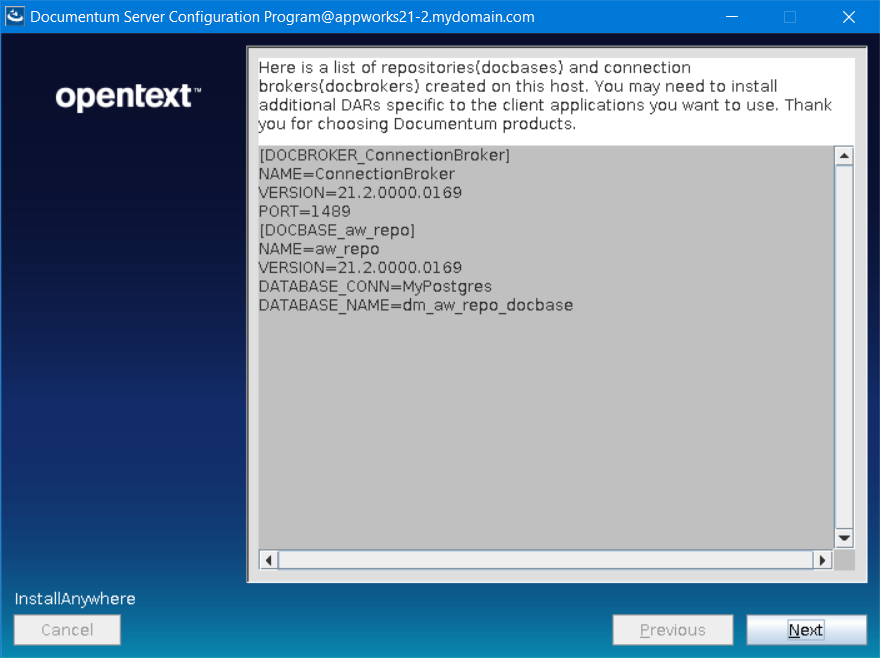 Documentum Server Configuration Program@appworks21-2.mydomain.com
opentext™
Here is a list of repositories(docbases) and connection
brokers(docbrokers) created on this host. You may need to install
additional DARs specific to the client applications you want to use. Thank
you for choosing Documentum products.
[DOCBROKER_ConnectionBroker]
NAME=ConnectionBroker
VERSION=21.2.0000.0169
PORT=1489
[DOCBASE_aw_repo]
NAME=aw_repo
VERSION=21.2.0000.0169
DATABASE_CONN=MyPostgres
DATABASE_NAME=dm_aw_repo_docbase
InstallAnywhere
Cancel
Previous
Next